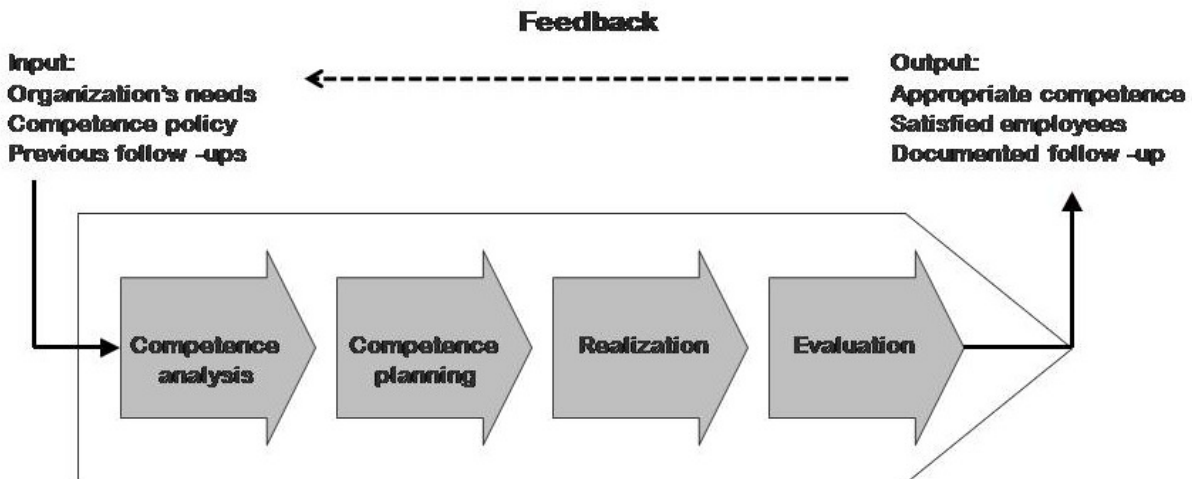 Feedback
Input:
Organization's needs
Competence policy
Previous follow -ups
Output:
Appropriate competence
Satisfied employees
Documented follow -up
Competence
analysis
Competence
planning
Realization
Evaluation